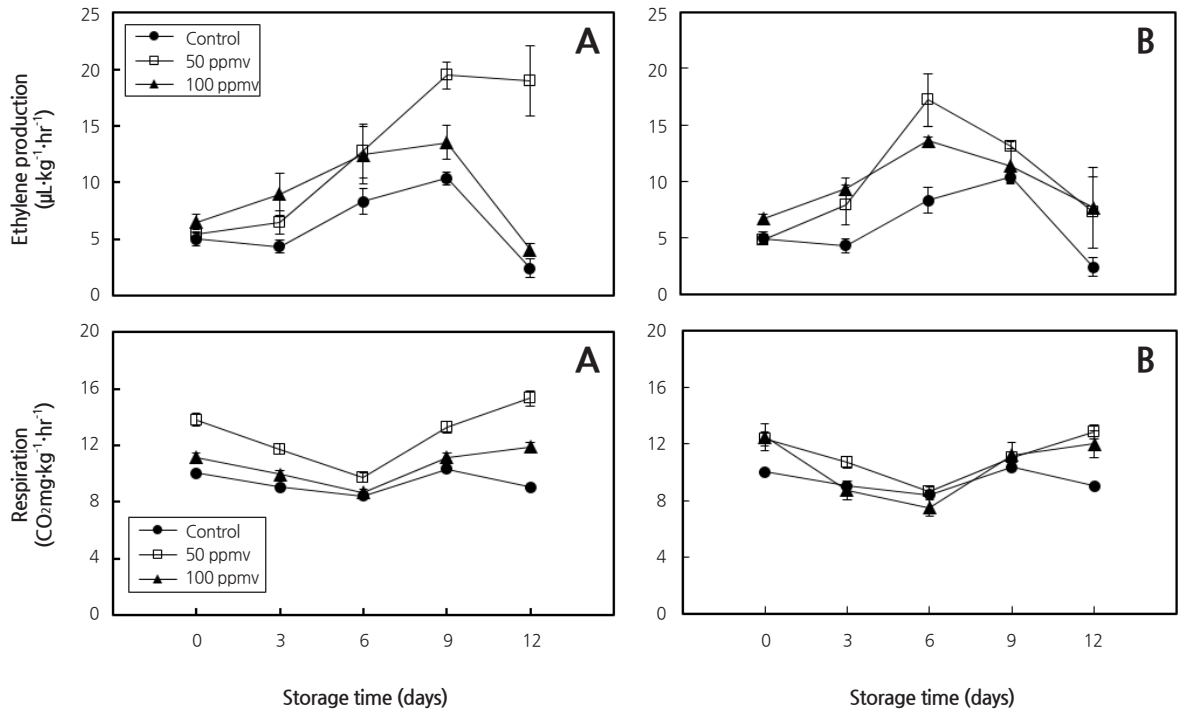 25
20
15
10
5
0
Ethylene production
(μL·kg⁻¹·hr⁻¹)
Control
50 ppmv
100 ppmv
A
25
20
15
10
5
0
B
20
16
12
8
4
0
Respiration
(CO₂mg·kg⁻¹·hr⁻¹)
A
Control
50 ppmv
100 ppmv
0 3 6 9 12
Storage time (days)
20
16
12
8
4
0
B
0 3 6 9 12
Storage time (days)